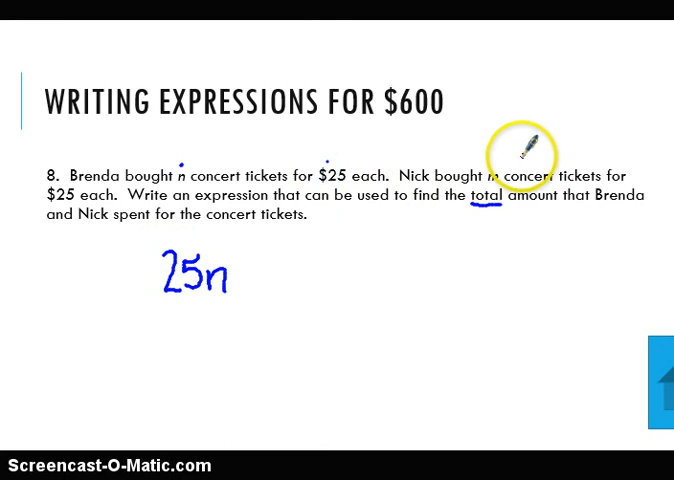 WRITING EXPRESSIONS FOR $600
8. Brenda bought n concert tickets for $25 each. Nick bought m concert tickets for
$25 each. Write an expression that can be used to find the total amount that Brenda
and Nick spent for the concert tickets.
25n
Screencast-O-Matic.com